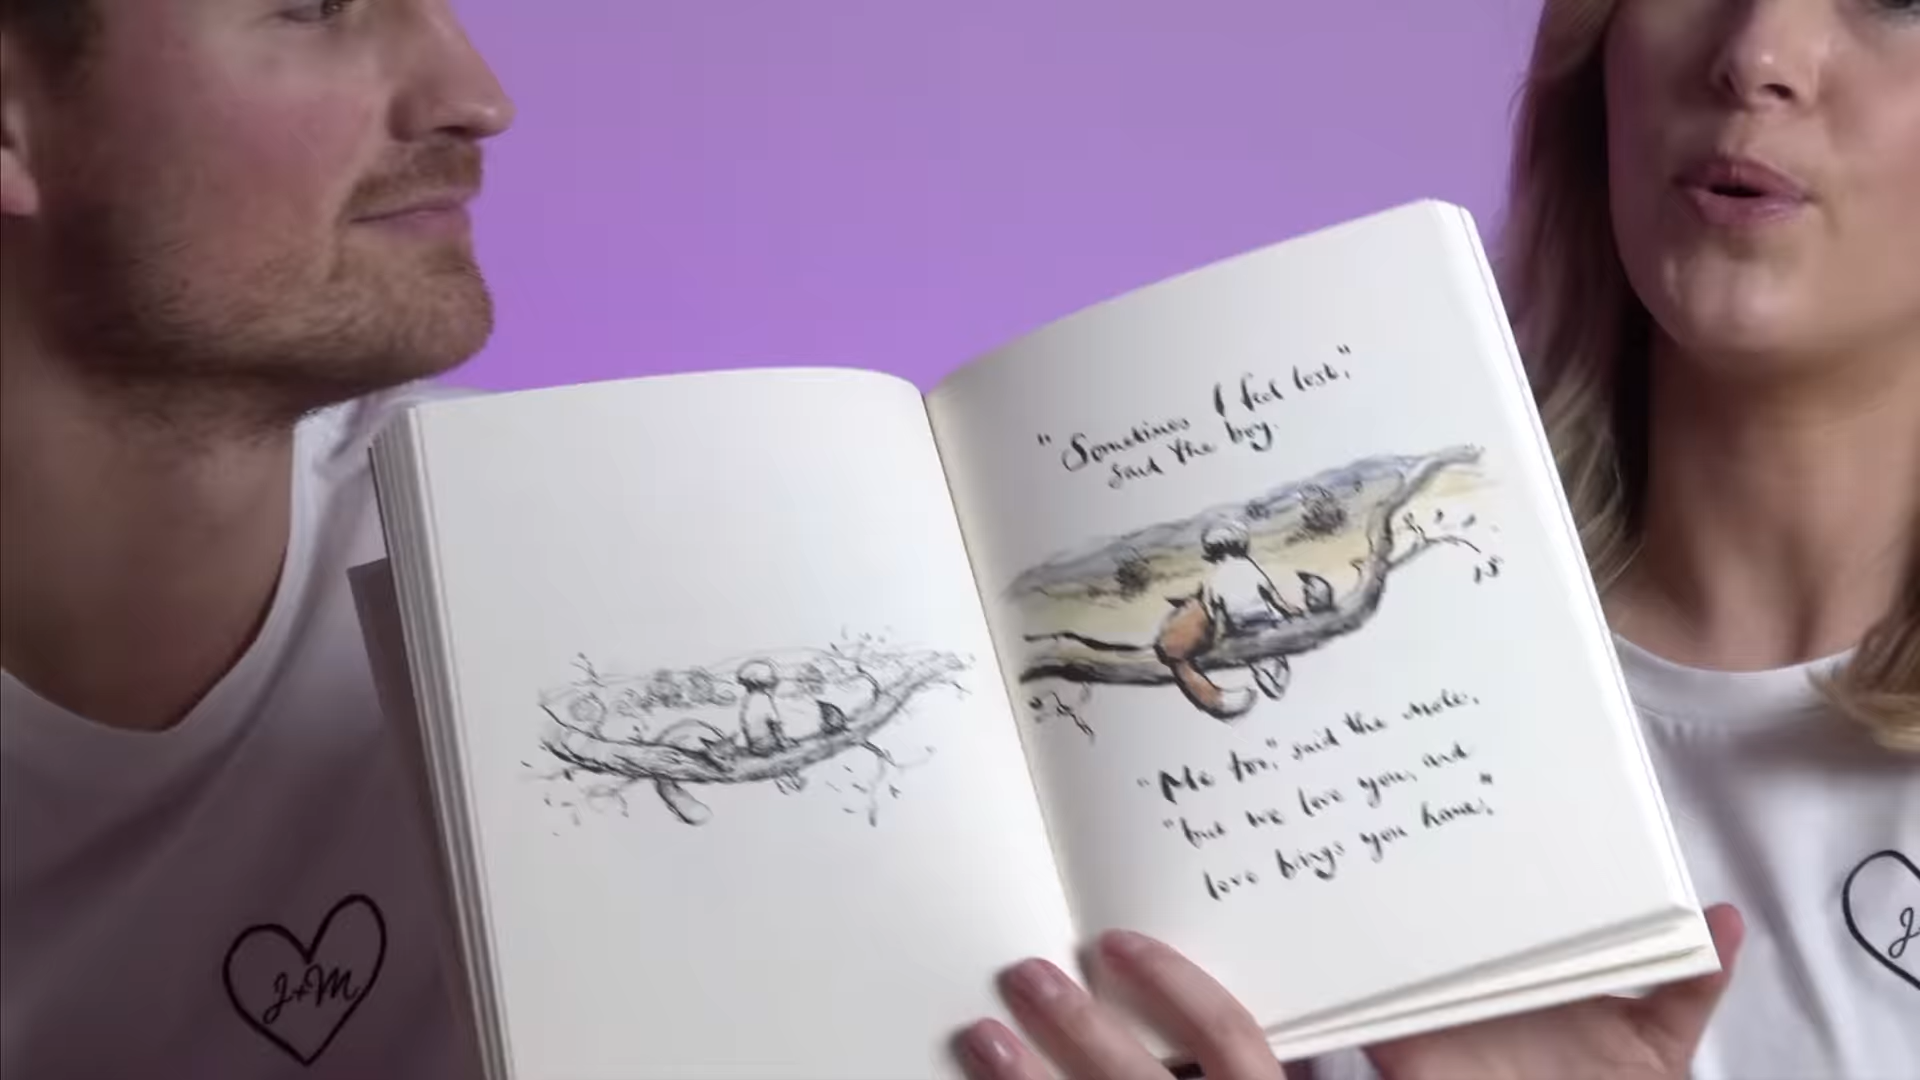 "Sometimes I feel lost,"
said the boy.
"Me too," said the mole,
"but we love you, and
love brings you home."
J+M
J